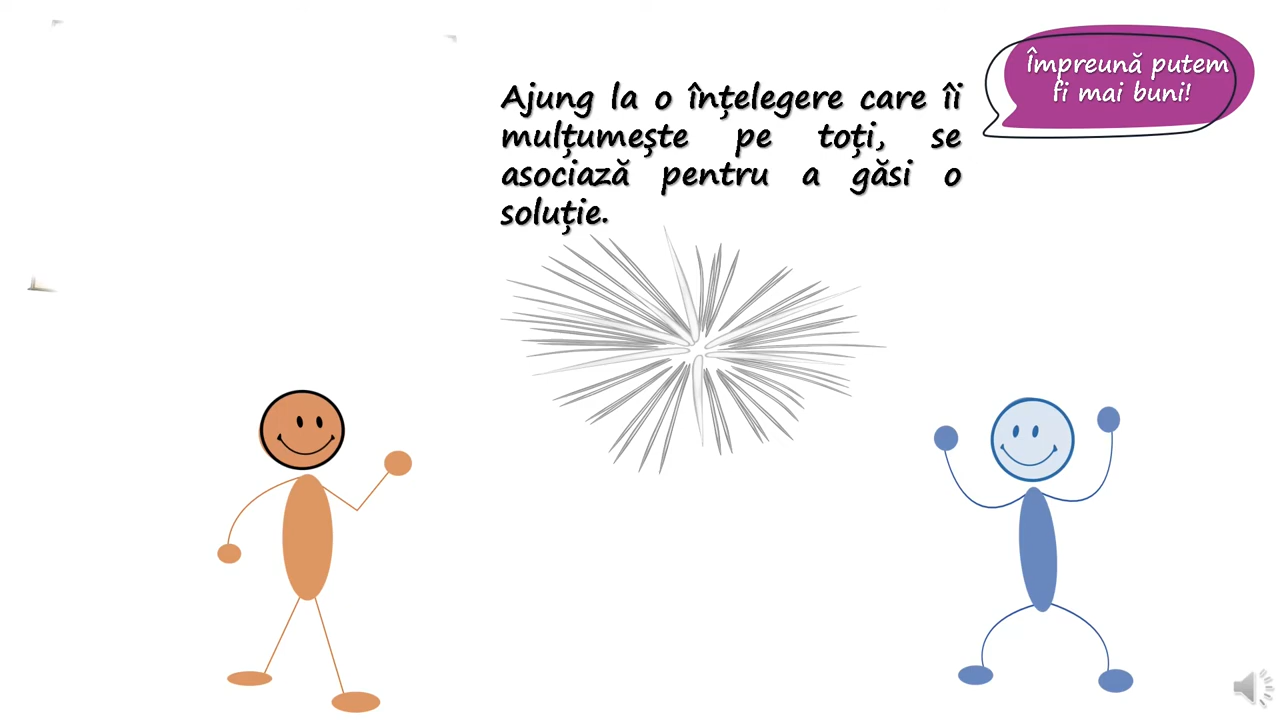 Împreună putem
fi mai buni!
Ajung la o înțelegere care îi
mulțumește pe toți, se
asociază pentru a găsi o
soluție.